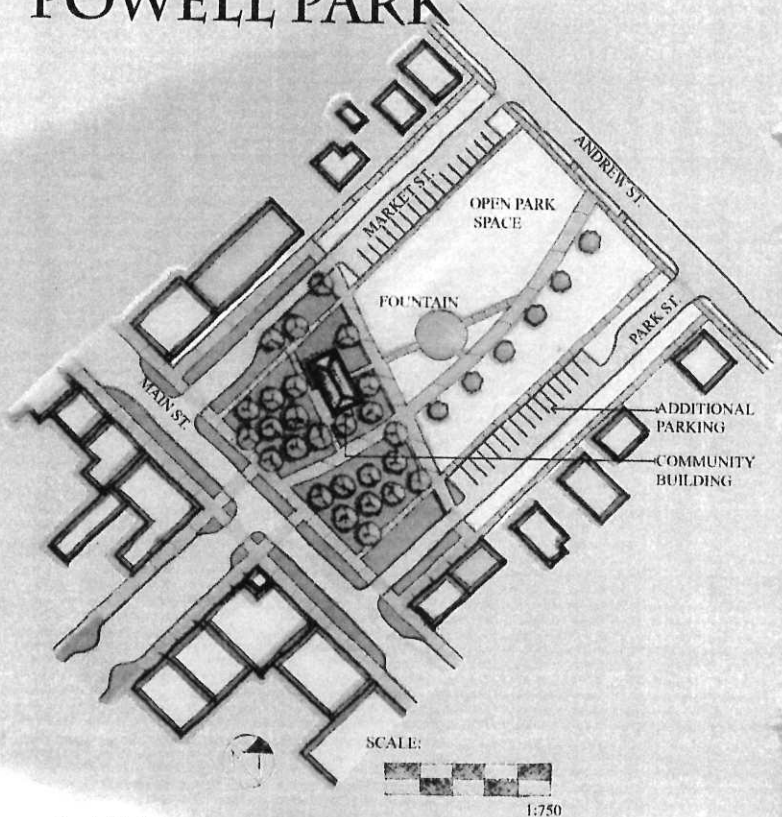 POWELL PARK
ANDREW ST.
MARKET ST.
OPEN PARK
SPACE
FOUNTAIN
PARK ST.
MAIN ST.
ADDITIONAL
PARKING
COMMUNITY
BUILDING
SCALE:
1:750